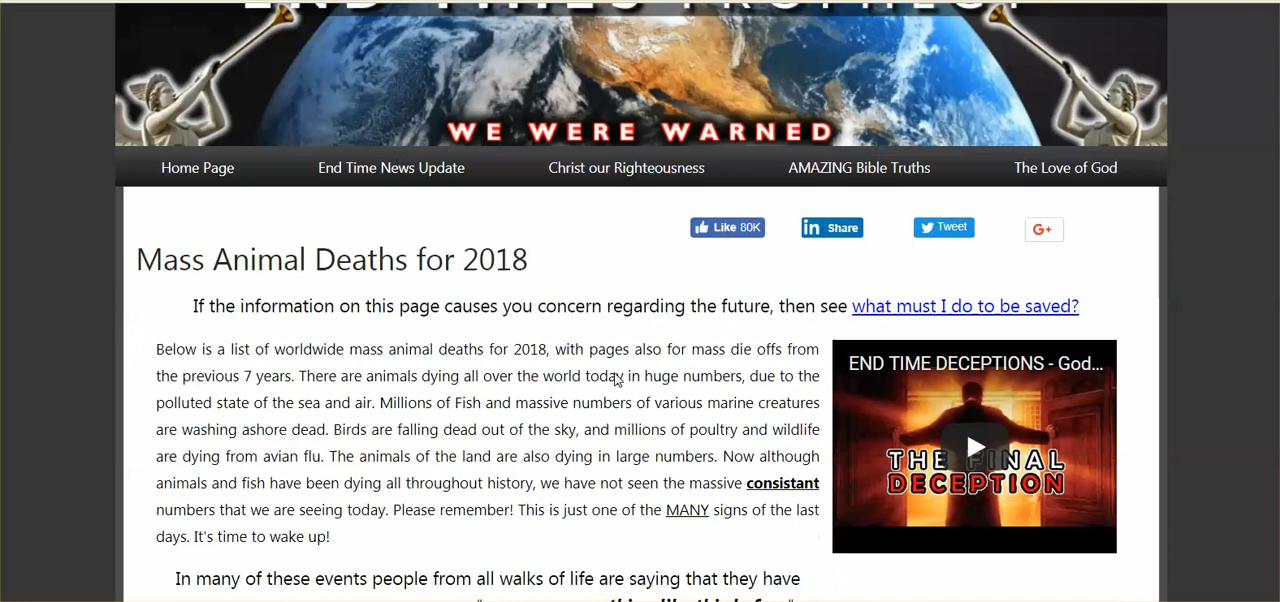 END TIMES PROPHECY
WE WERE WARNED
Home Page End Time News Update Christ our Righteousness AMAZING Bible Truths The Love of God
Like 80K in Share Tweet G+
Mass Animal Deaths for 2018
If the information on this page causes you concern regarding the future, then see what must I do to be saved?
Below is a list of worldwide mass animal deaths for 2018, with pages also for mass die offs from
the previous 7 years. There are animals dying all over the world today in huge numbers, due to the
polluted state of the sea and air. Millions of Fish and massive numbers of various marine creatures
are washing ashore dead. Birds are falling dead out of the sky, and millions of poultry and wildlife
are dying from avian flu. The animals of the land are also dying in large numbers. Now although
animals and fish have been dying all throughout history, we have not seen the massive consistant
numbers that we are seeing today. Please remember! This is just one of the MANY signs of the last
days. It's time to wake up!
END TIME DECEPTIONS - God...
THE FINAL
DECEPTION
In many of these events people from all walks of life are saying that they have